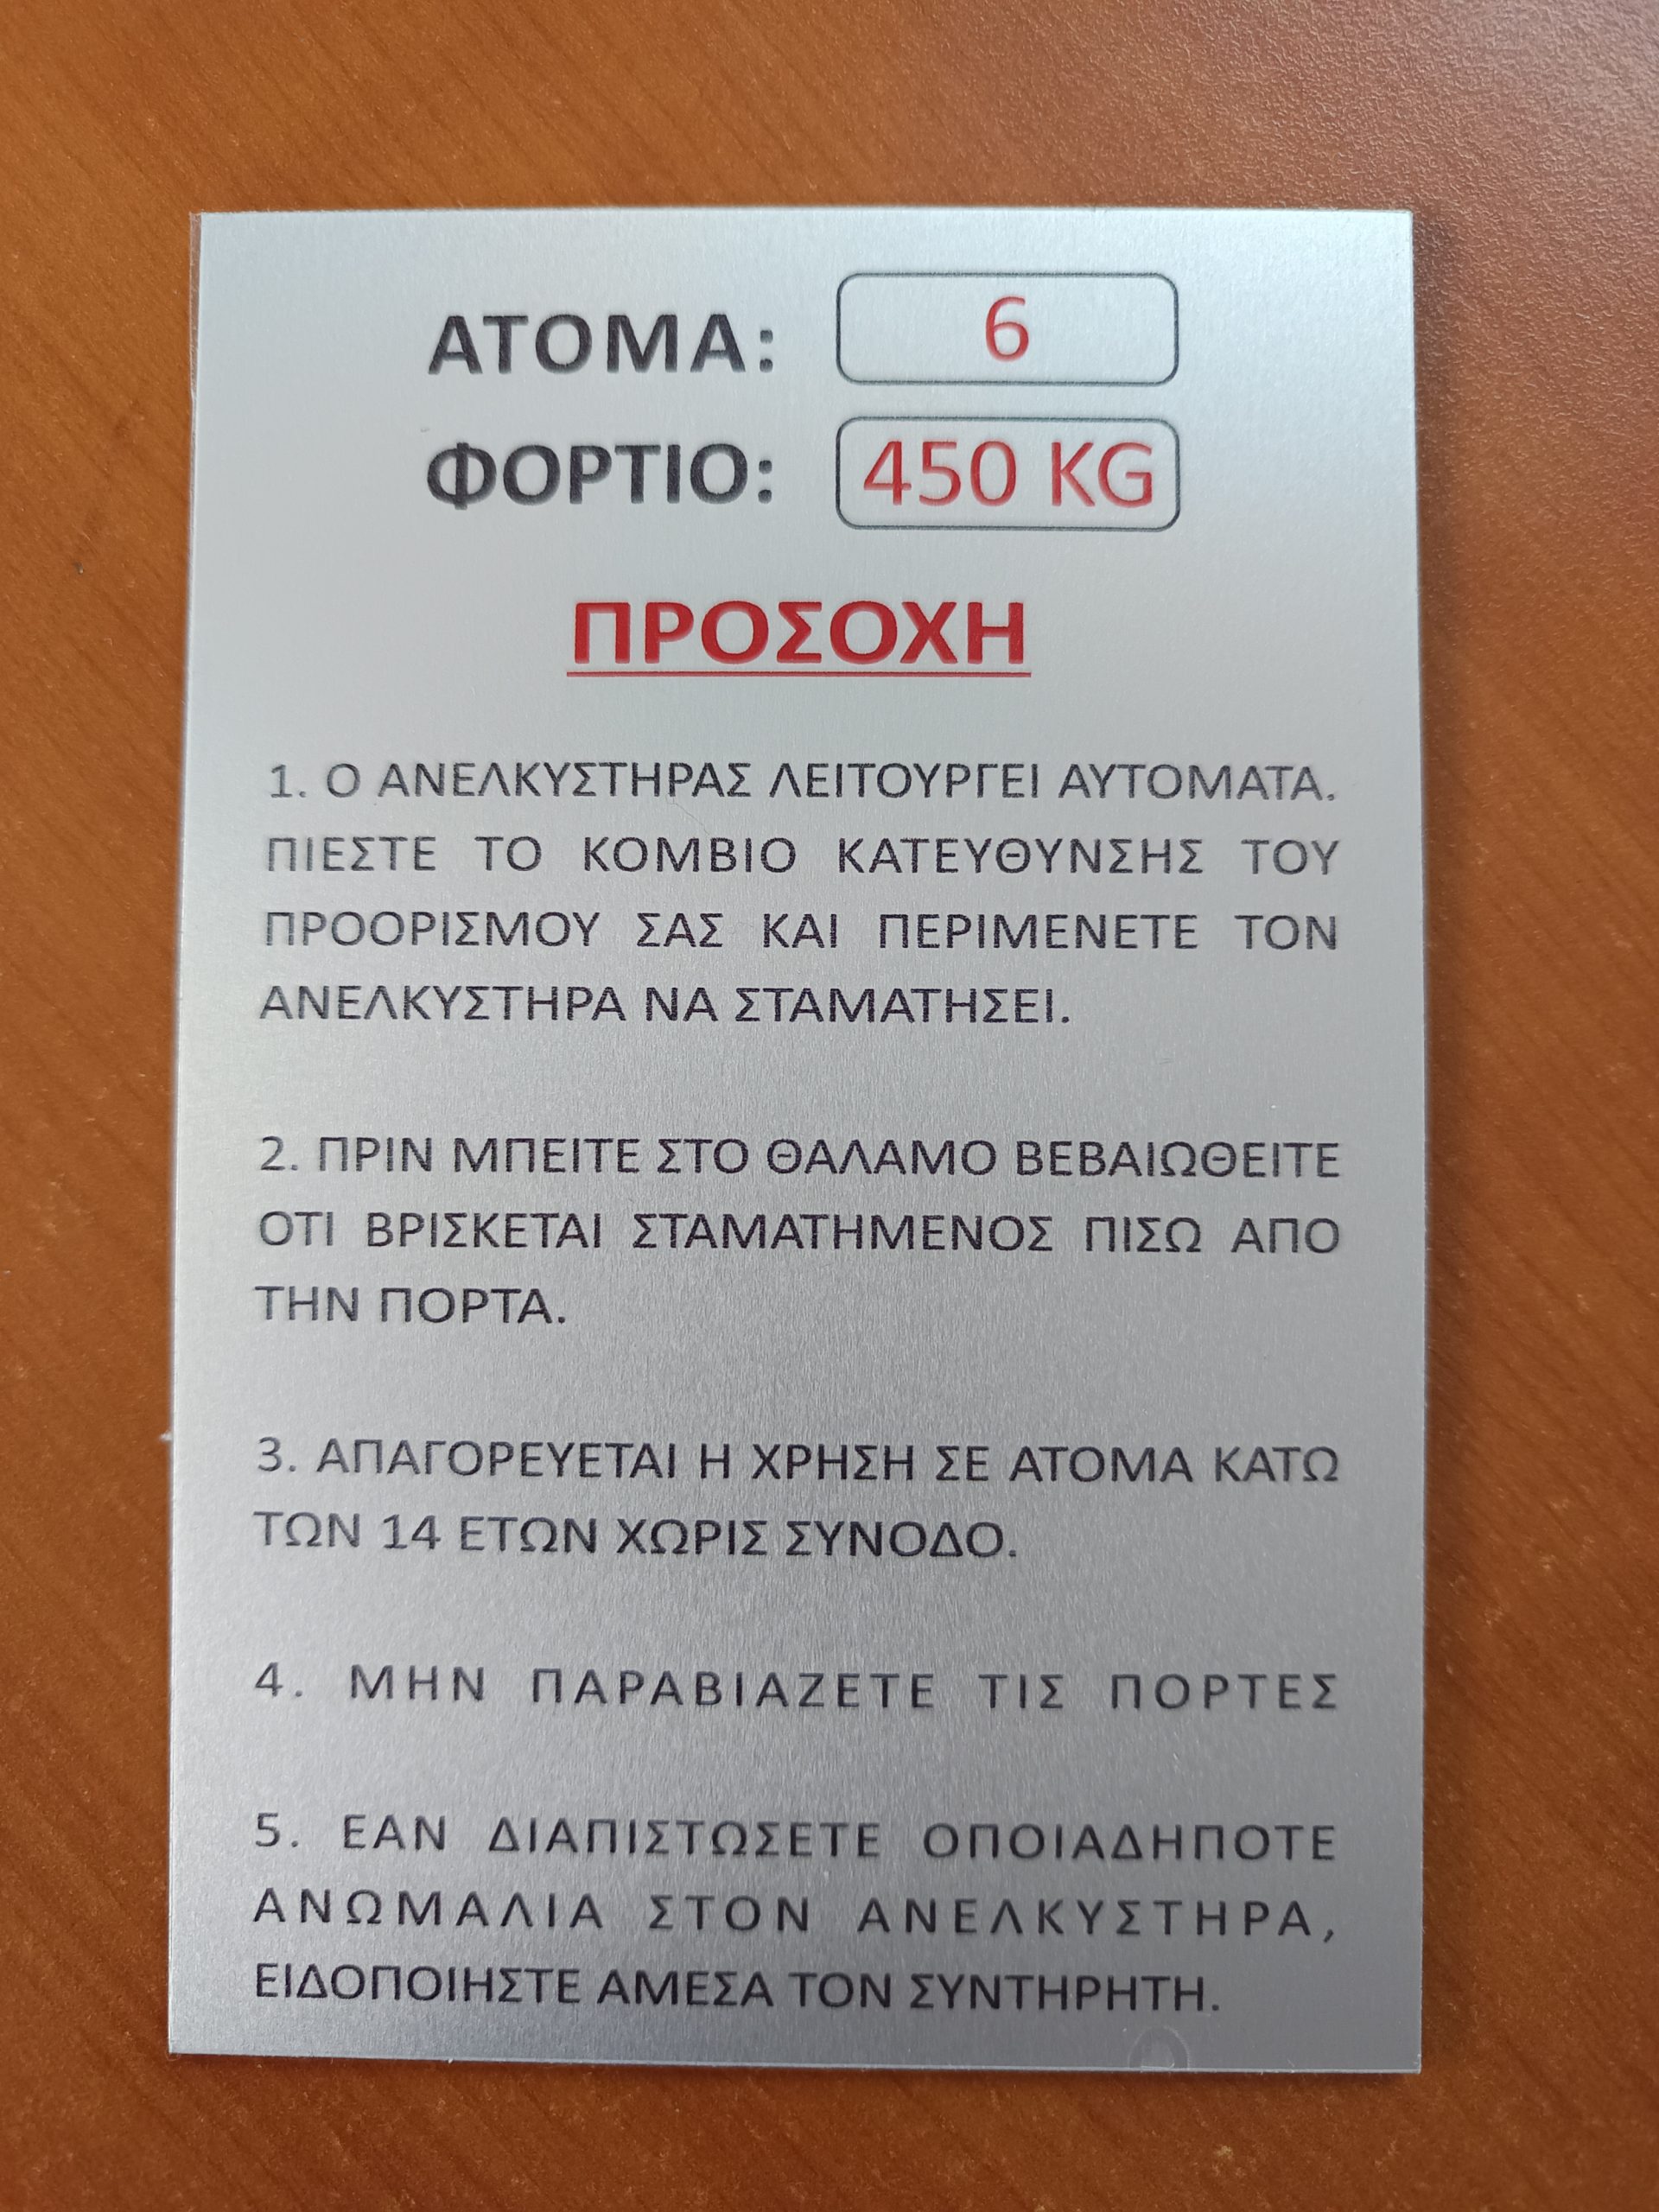 ΑΤΟΜΑ: 6
ΦΟΡΤΙΟ: 450 KG
ΠΡΟΣΟΧΗ
1. Ο ΑΝΕΛΚΥΣΤΗΡΑΣ ΛΕΙΤΟΥΡΓΕΙ ΑΥΤΟΜΑΤΑ.
ΠΙΕΣΤΕ ΤΟ ΚΟΜΒΙΟ ΚΑΤΕΥΘΥΝΣΗΣ ΤΟΥ
ΠΡΟΟΡΙΣΜΟΥ ΣΑΣ ΚΑΙ ΠΕΡΙΜΕΝΕΤΕ ΤΟΝ
ΑΝΕΛΚΥΣΤΗΡΑ ΝΑ ΣΤΑΜΑΤΗΣΕΙ.
2. ΠΡΙΝ ΜΠΕΙΤΕ ΣΤΟ ΘΑΛΑΜΟ ΒΕΒΑΙΩΘΕΙΤΕ
ΟΤΙ ΒΡΙΣΚΕΤΑΙ ΣΤΑΜΑΤΗΜΕΝΟΣ ΠΙΣΩ ΑΠΟ
ΤΗΝ ΠΟΡΤΑ.
3. ΑΠΑΓΟΡΕΥΕΤΑΙ Η ΧΡΗΣΗ ΣΕ ΑΤΟΜΑ ΚΑΤΩ
ΤΩΝ 14 ΕΤΩΝ ΧΩΡΙΣ ΣΥΝΟΔΟ.
4. ΜΗΝ ΠΑΡΑΒΙΑΖΕΤΕ ΤΙΣ ΠΟΡΤΕΣ
5. ΕΑΝ ΔΙΑΠΙΣΤΩΣΕΤΕ ΟΠΟΙΑΔΗΠΟΤΕ
ΑΝΩΜΑΛΙΑ ΣΤΟΝ ΑΝΕΛΚΥΣΤΗΡΑ,
ΕΙΔΟΠΟΙΗΣΤΕ ΑΜΕΣΑ ΤΟΝ ΣΥΝΤΗΡΗΤΗ.